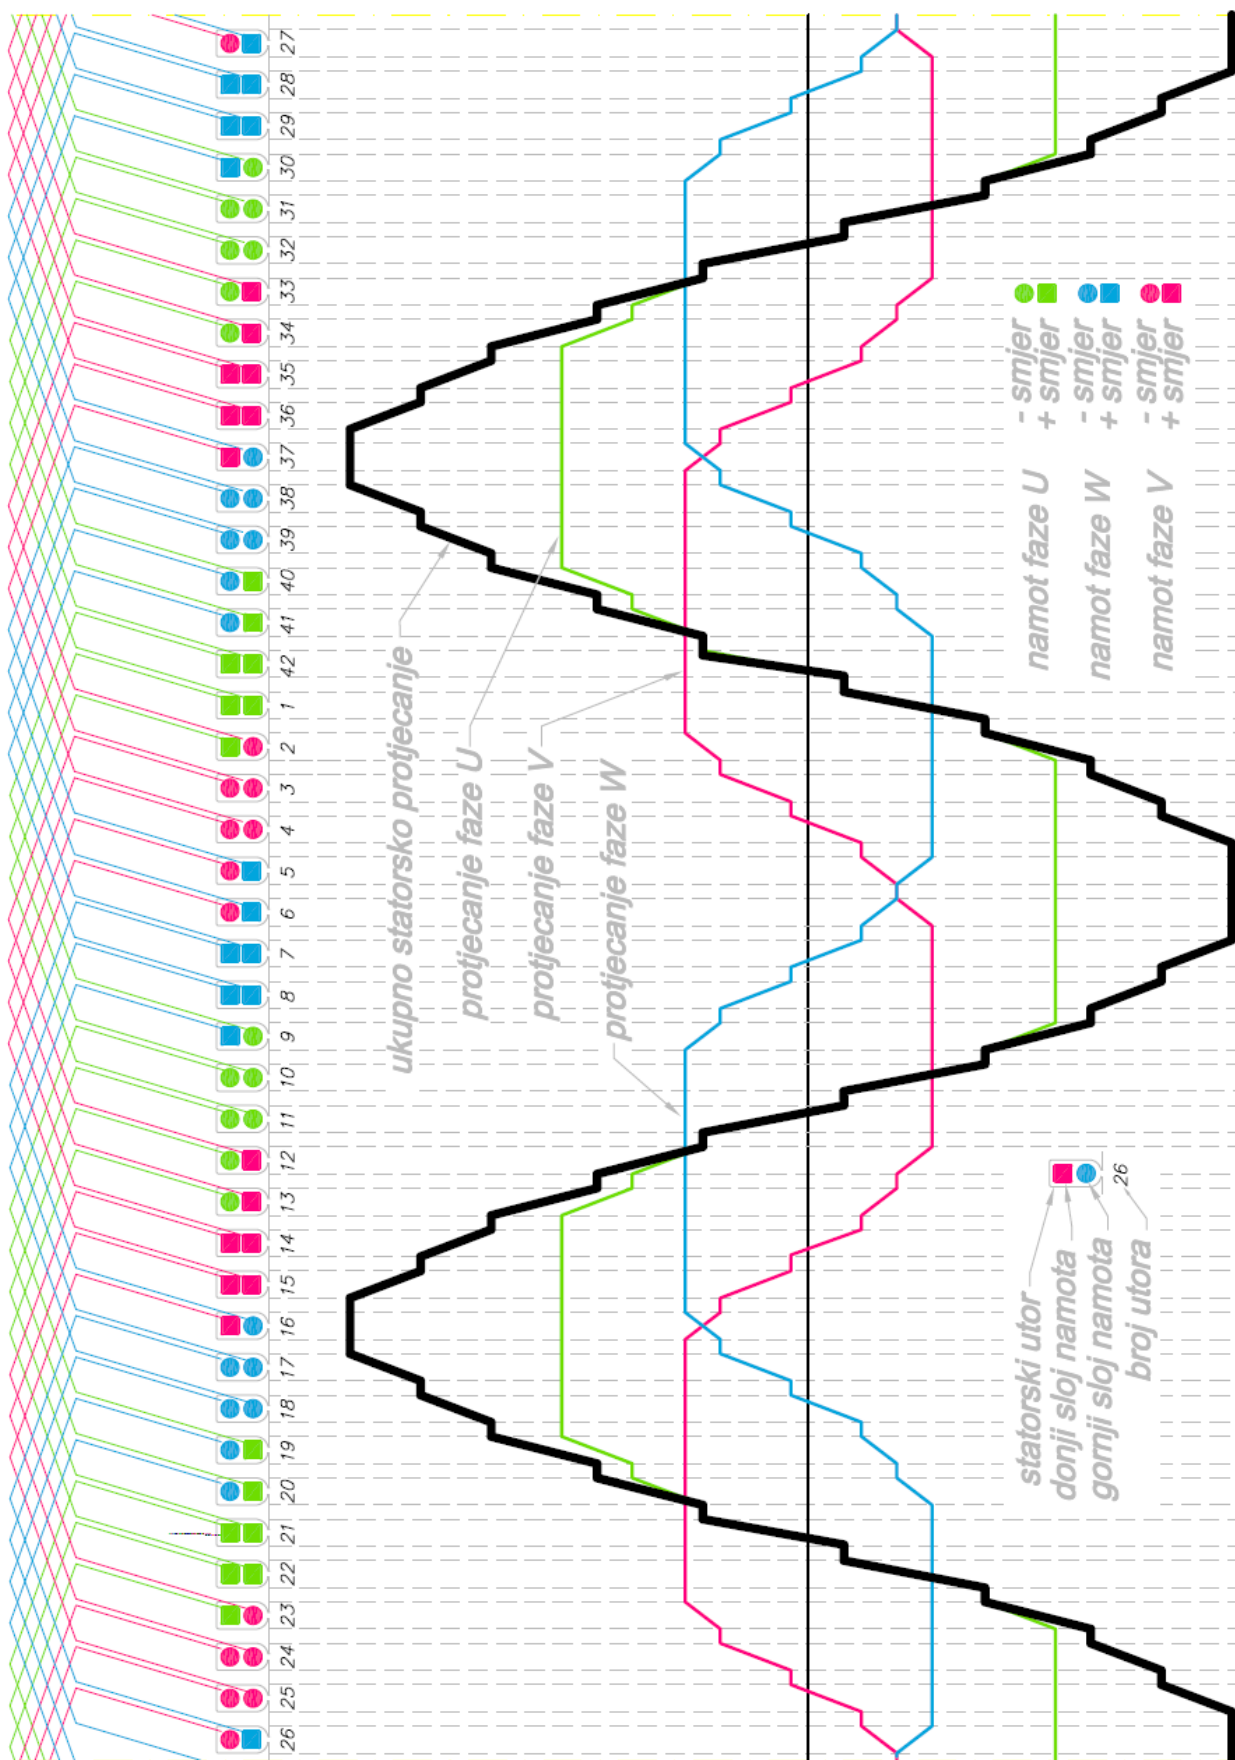 27
28
29
30
31
32
33
34
35
36
37
38
39
40
41
42
1
2
3
4
5
6
7
8
9
10
11
12
13
14
15
16
17
18
19
20
21
22
23
24
25
26
ukupno statorsko protjecanje
protjecanje faze U
protjecanje faze V
protjecanje faze W
namot faze U
- smjer
+ smjer
namot faze W
- smjer
+ smjer
namot faze V
- smjer
+ smjer
26
statorski utor
donji sloj namota
gornji sloj namota
broj utora